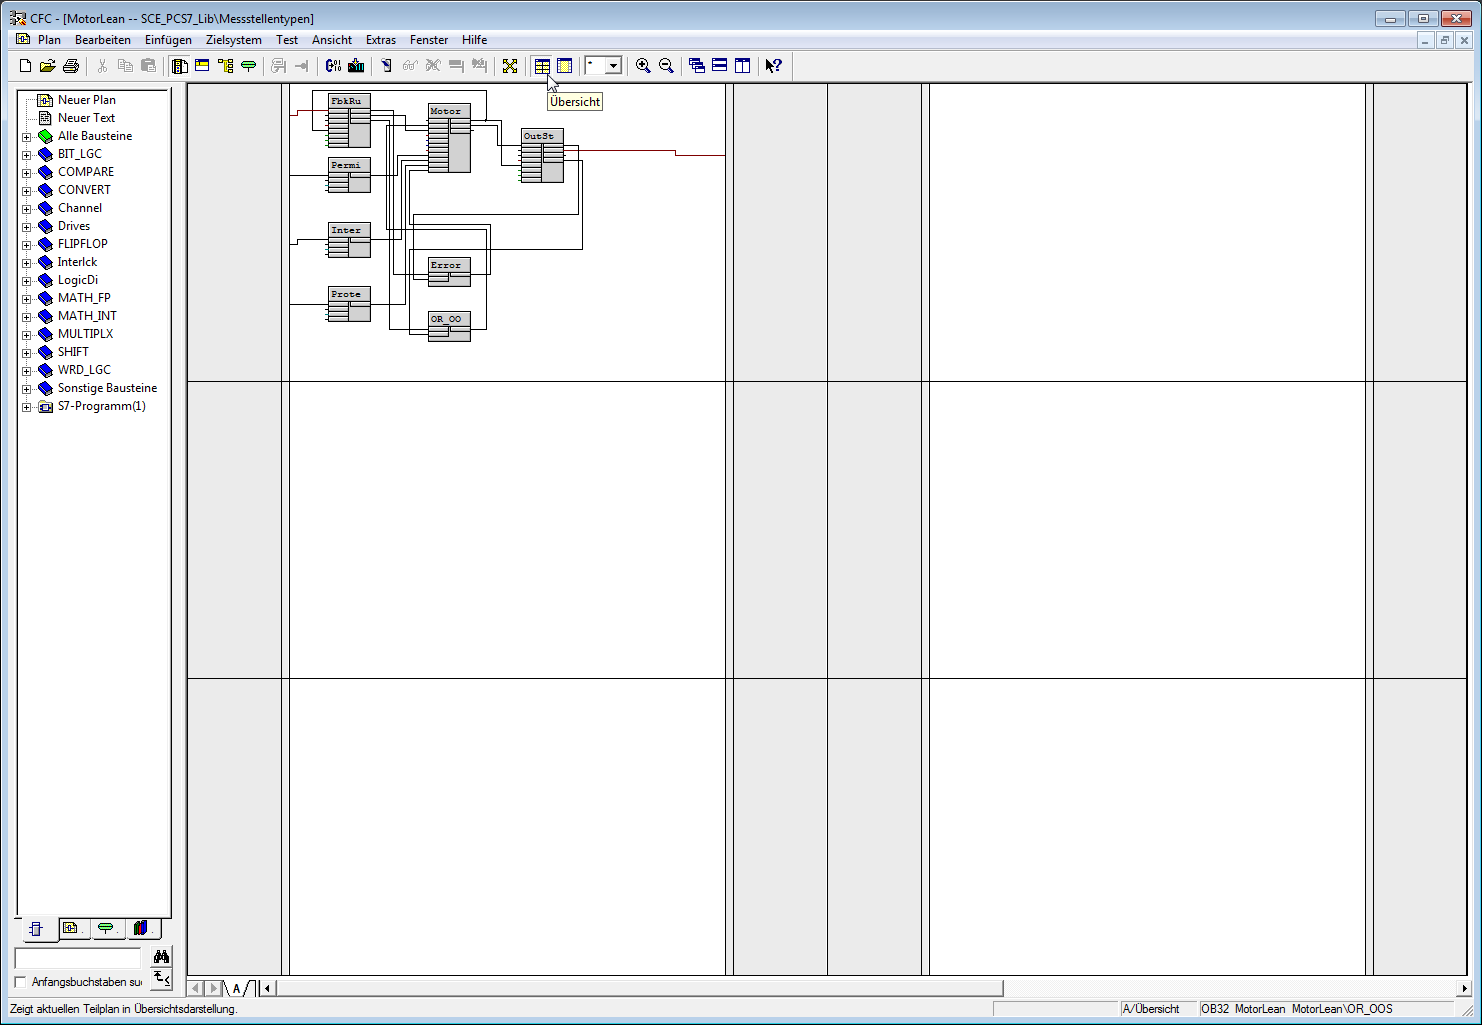 CFC - [MotorLean -- SCE_PCS7_Lib\Messstellentypen]
Plan Bearbeiten Einfügen Zielsystem Test Ansicht Extras Fenster Hilfe
*
Übersicht
Neuer Plan
Neuer Text
Alle Bausteine
BIT_LGC
COMPARE
CONVERT
Channel
Drives
FLIPFLOP
Interlck
LogicDi
MATH_FP
MATH_INT
MULTIPLX
SHIFT
WRD_LGC
Sonstige Bausteine
S7-Programm(1)
FbkRu
Motor
OutSt
Permi
Inter
Error
Prote
OR_OO
Anfangsbuchstaben suc
A
Zeigt aktuellen Teilplan in Übersichtsdarstellung.
A/Übersicht
OB32 MotorLean MotorLean\OR_OOS